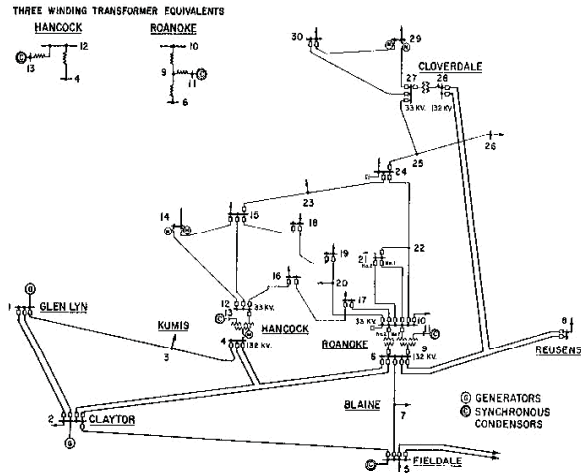 THREE WINDING TRANSFORMER EQUIVALENTS
HANCOCK
ROANOKE
12
C
13
4
10
9
C
11
6
30
29
CLOVERDALE
27
28
33 KV.
132 KV.
26
25
24
23
14
15
18
19
22
21
20
16
17
12
33 KV.
13
HANCOCK
33 KV.
10
ROANOKE
11
9
8
REUSENS
G
1
GLEN LYN
KUMIS
3
4
132 KV.
6
132 KV.
BLAINE
7
G GENERATORS
C SYNCHRONOUS
CONDENSORS
2
CLAYTOR
G
C
FIELDALE
5